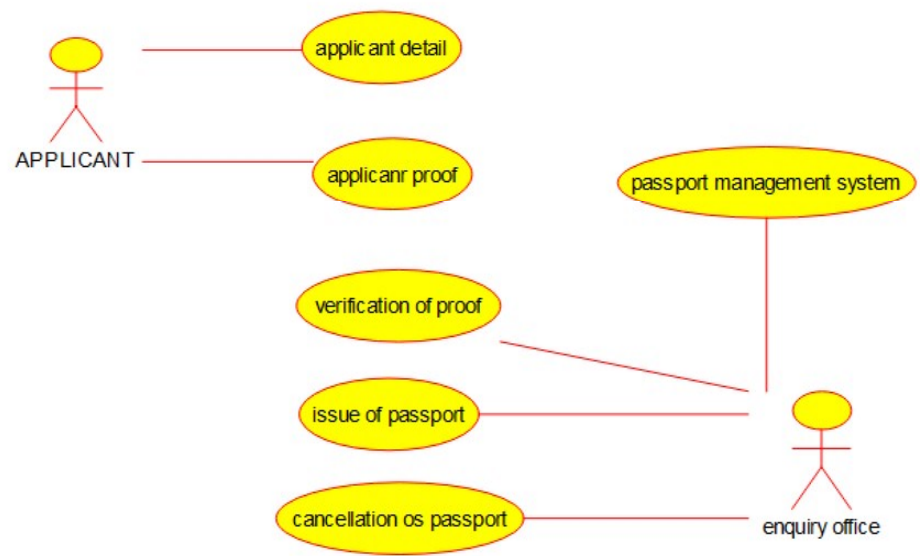 applicant detail
APPLICANT
applicanr proof
passport management system
verification of proof
issue of passport
cancellation os passport
enquiry office